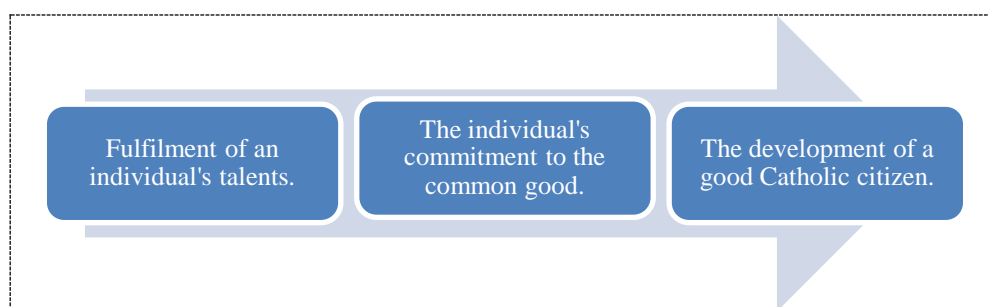 Fulfilment of an
individual's talents.
The individual's
commitment to the
common good.
The development of a
good Catholic citizen.